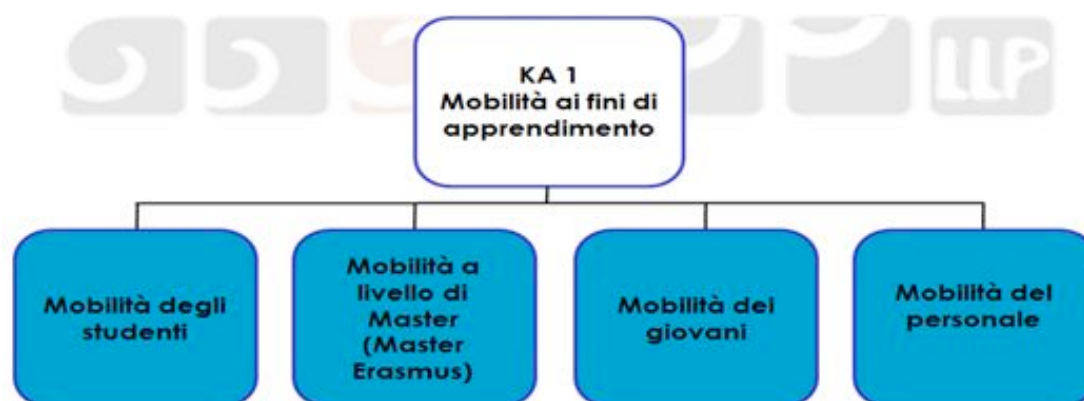 LLP
KA 1
Mobilità ai fini di
apprendimento
Mobilità degli
studenti
Mobilità a
livello di
Master
(Master
Erasmus)
Mobilità dei
giovani
Mobilità del
personale